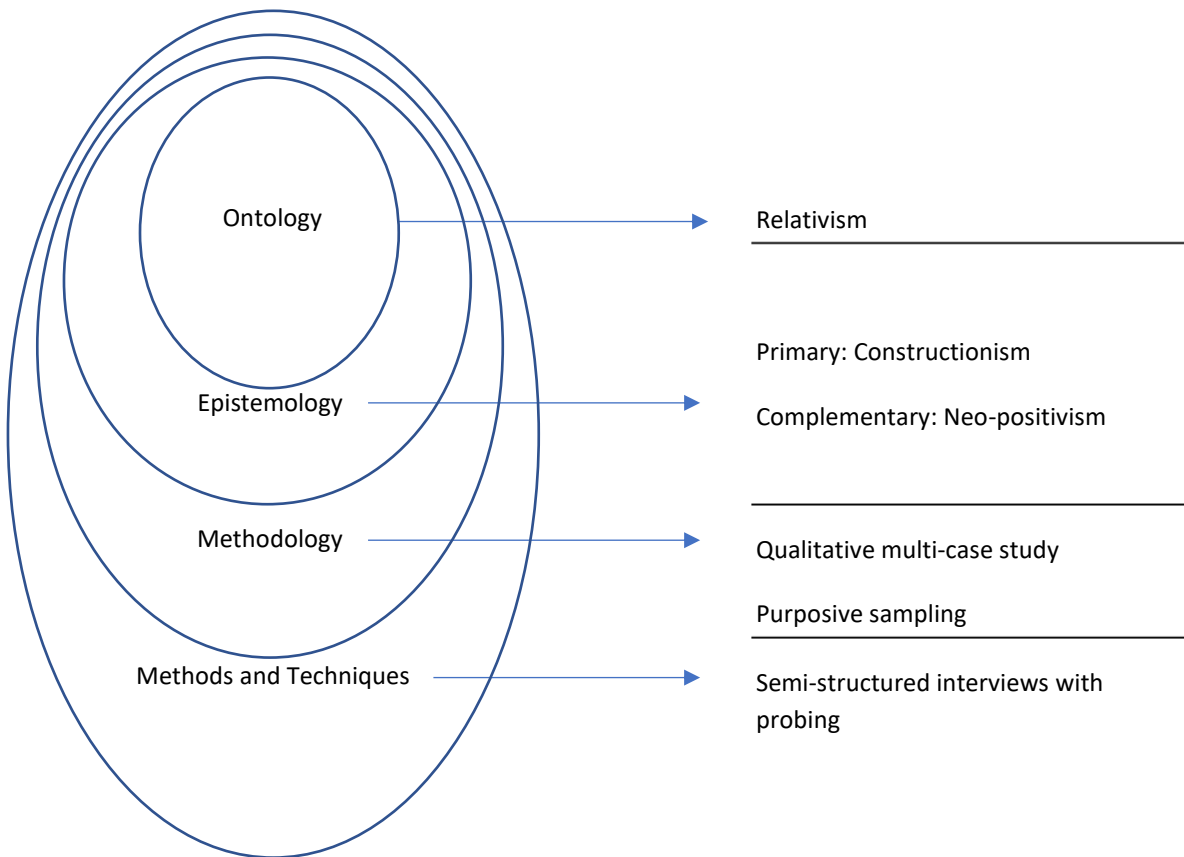 Ontology
Relativism
Primary: Constructionism
Epistemology
Complementary: Neo-positivism
Methodology
Qualitative multi-case study
Purposive sampling
Methods and Techniques
Semi-structured interviews with
probing